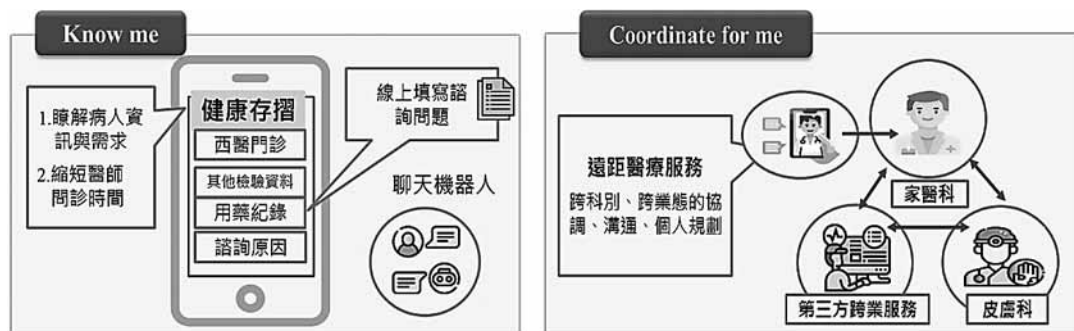 Know me
1.瞭解病人資
訊與需求
2.縮短醫師
問診時間
健康存摺
西醫門診
其他檢驗資料
用藥紀錄
諮詢原因
線上填寫諮
詢問題
聊天機器人
Coordinate for me
遠距醫療服務
跨科別、跨業態的協
調、溝通、個人規劃
家醫科
第三方跨業服務
皮膚科